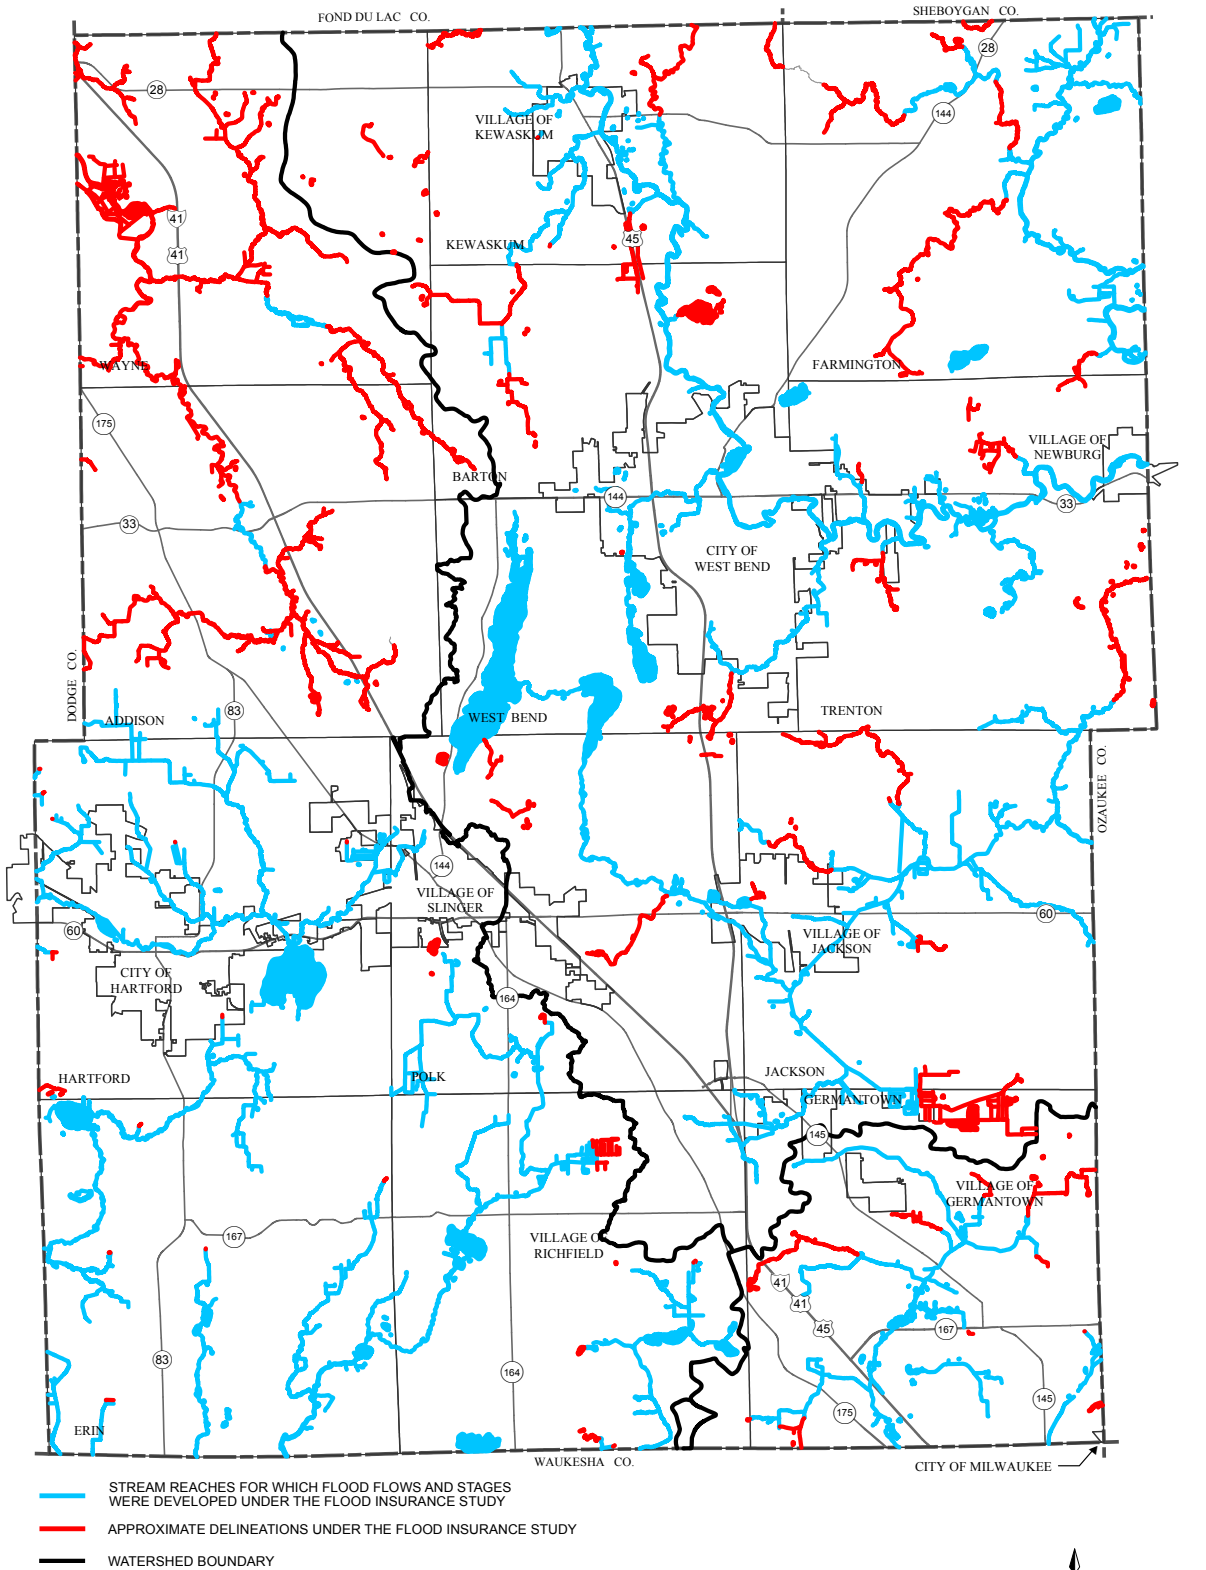 FOND DU LAC CO.
SHEBOYGAN CO.
28
28
144
VILLAGE OF
KEWASKUM
41
41
45
KEWASKUM
WAYNE
FARMINGTON
175
VILLAGE OF
NEWBURG
BARTON
144
33
33
CITY OF
WEST BEND
DODGE CO.
ADDISON
83
WEST BEND
TRENTON
OZAUKEE CO.
144
VILLAGE OF
SLINGER
60
60
VILLAGE OF
JACKSON
CITY OF
HARTFORD
164
HARTFORD
POLK
JACKSON
GERMANTOWN
145
VILLAGE OF
GERMANTOWN
167
VILLAGE OF
RICHFIELD
41
41
45
167
83
164
145
175
ERIN
WAUKESHA CO.
CITY OF MILWAUKEE
STREAM REACHES FOR WHICH FLOOD FLOWS AND STAGES
WERE DEVELOPED UNDER THE FLOOD INSURANCE STUDY
APPROXIMATE DELINEATIONS UNDER THE FLOOD INSURANCE STUDY
WATERSHED BOUNDARY